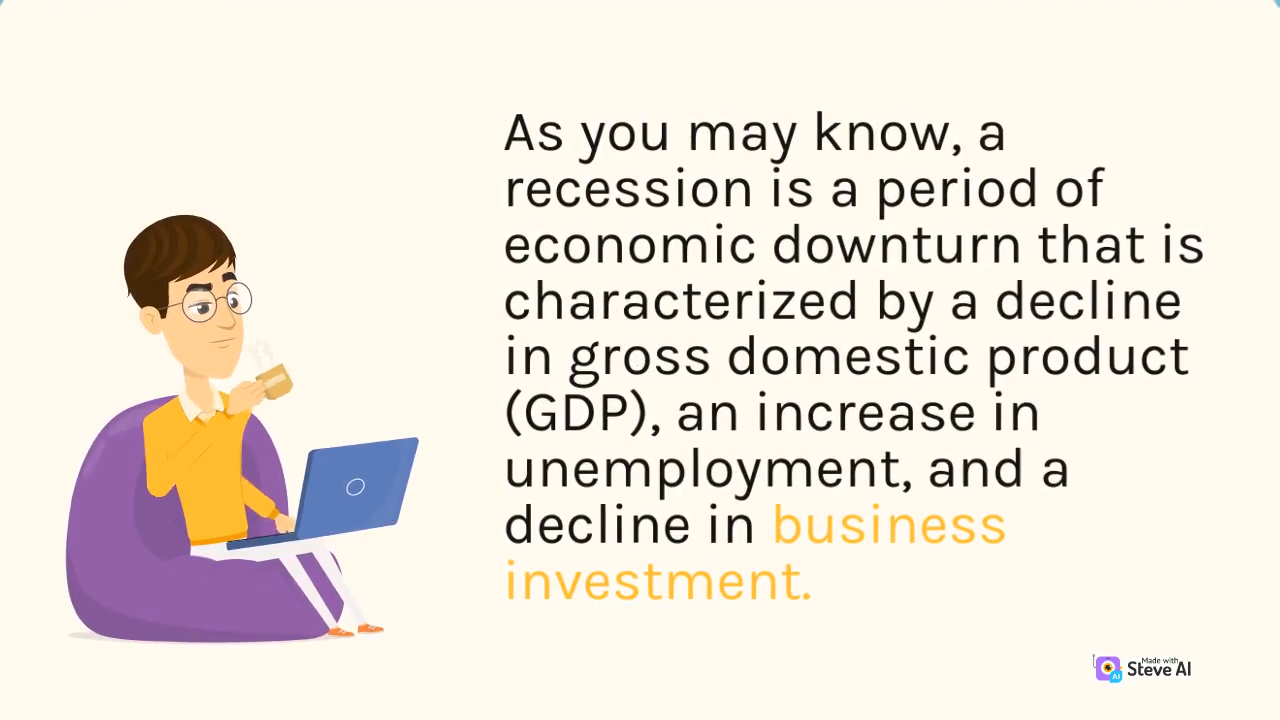 As you may know, a
recession is a period of
economic downturn that is
characterized by a decline
in gross domestic product
(GDP), an increase in
unemployment, and a
decline in business
investment.
Made with
Steve AI
AI